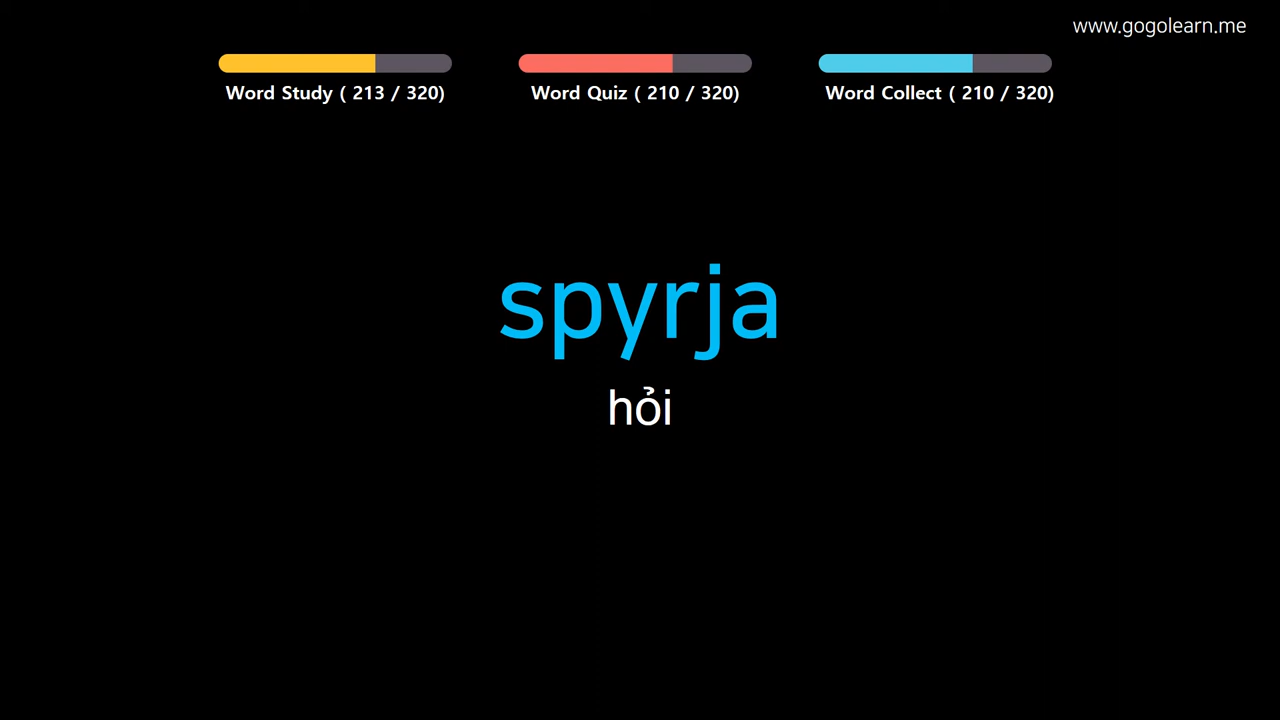 www.gogolearn.me
Word Study ( 213 / 320)
Word Quiz ( 210 / 320)
Word Collect ( 210 / 320)
spyrja
hỏi